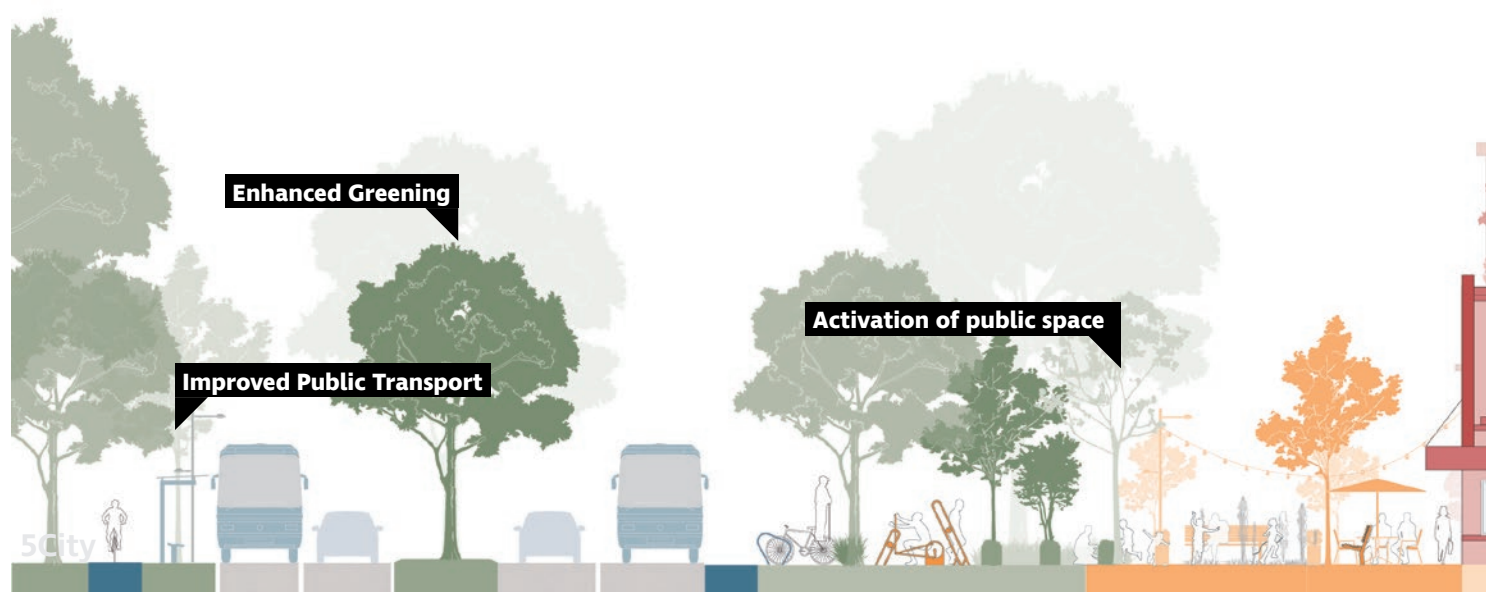 Enhanced Greening
Activation of public space
Improved Public Transport
5City